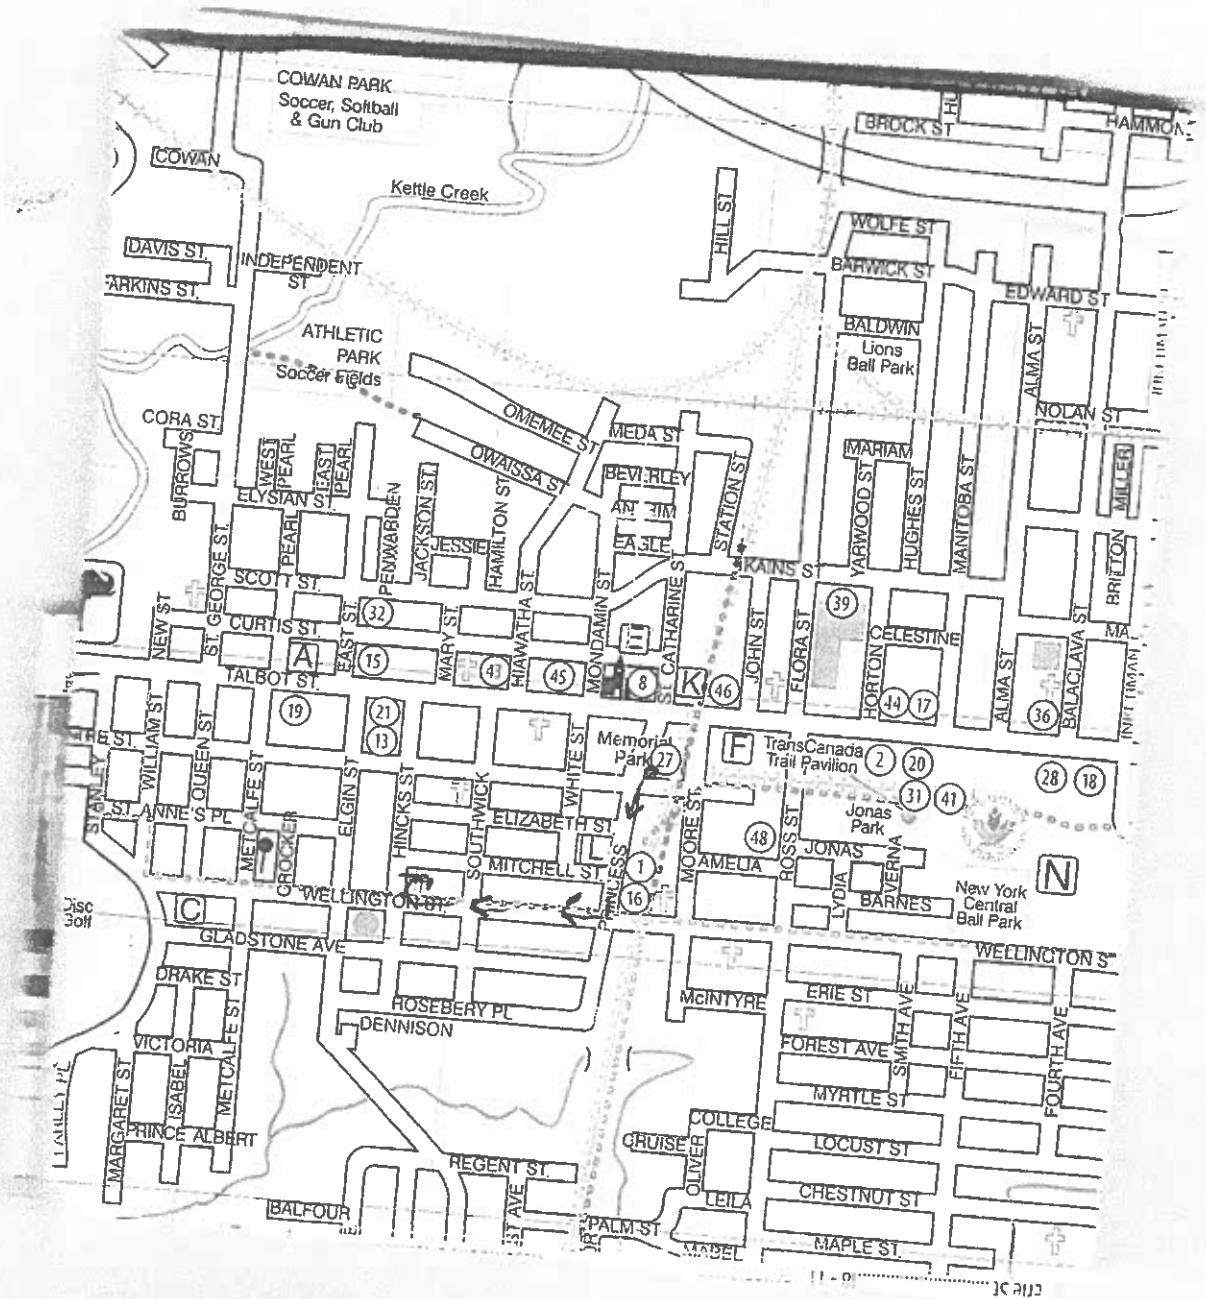 COWAN PARK
Soccer, Softball
& Gun Club
BROCK ST
HAMMON
COWAN
Kettle Creek
HILL ST
WOLFE ST
DAVIS ST.
INDEPENDENT
ST
BARWICK ST
ARKINS ST.
EDWARD ST
ATHLETIC
PARK
Soccer Fields
BALDWIN
Lions
Ball Park
ALMA ST
CORA ST.
OMEMEE ST
MEDA ST
NOLAN ST
BURROWS
WEST
PEARL
EAST
PEARL
OWAISSA ST
BEVERLEY
STATION ST
MARIAM
MILLER
ELYSIAN ST.
PENWARDEN
JACKSON ST
HAMILTON ST
YARWOOD ST
HUGHES ST
MANITOBA ST
GEORGE ST.
PEARL
JESSIE
EAGLE
KAINS ST
SCOTT ST.
HIAWATHA ST
MONDAMIN ST
CATHARINE ST
NEW ST
ST.
CURTIS ST.
EAST ST.
32
MARY ST.
39
CELESTINE
JOHN ST
FLORA ST
HORTON
ALMA ST
BALACLAVA ST
MA
A
15
43
45
8
K
46
TALBOT ST.
ST
44
17
36
19
21
13
WILLIAM ST
QUEEN ST
WHITE ST
Memorial
Park
27
F
TransCanada
Trail Pavilion
2
20
28
18
31
41
STANLEY
ST. ANNE'S PL
METCALFE ST
CROCKER
ELGIN ST
HINCKS ST
SOUTHWICK
ELIZABETH ST.
MITCHELL ST
L
PRINCESS
1
16
MOORE ST
48
AMELIA
ROSS ST
Jonas
Park
JONAS
LYDIA
VERNA
BARNES
N
New York
Central
Ball Park
Disc
Golf
C
WELLINGTON ST.
GLADSTONE AVE
WELLINGTON S
DRAKE ST
ROSEBERY PL
DENNISON
McINTYRE
ERIE ST
SMITH AVE
FIFTH AVE
FOURTH AVE
VICTORIA
ISABEL
METCALFE ST
MARGARET ST
PRINCE ALBERT
FOREST AVE
MYRTLE ST
COLLEGE
CRUISE
OLIVER
LOCUST ST
REGENT ST.
LEILA
CHESTNUT ST
BALFOUR
PALM ST
MABEL
MAPLE ST.